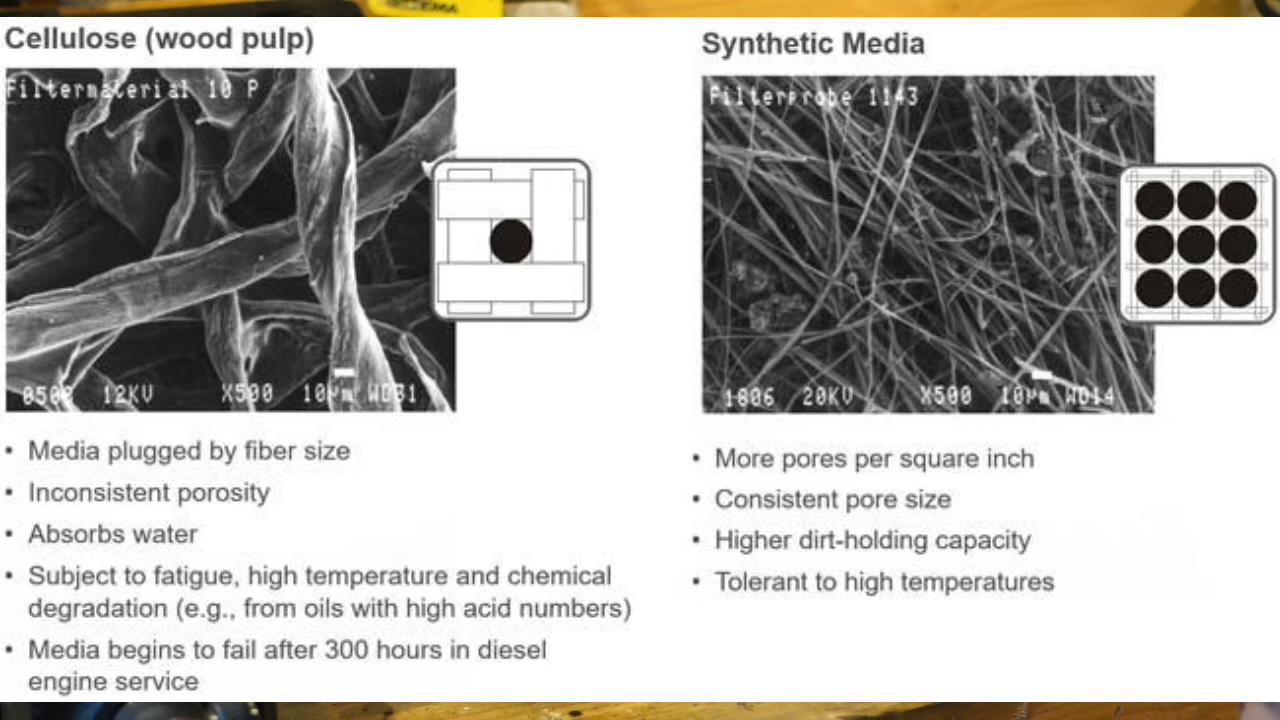 Cellulose (wood pulp)
Filtermaterial 10 P
12KV X500 10µm WD31
• Media plugged by fiber size
• Inconsistent porosity
• Absorbs water
• Subject to fatigue, high temperature and chemical
degradation (e.g., from oils with high acid numbers)
• Media begins to fail after 300 hours in diesel
engine service
Synthetic Media
Filterprobe 1143
1806 20KV X500 10µm WD14
• More pores per square inch
• Consistent pore size
• Higher dirt-holding capacity
• Tolerant to high temperatures